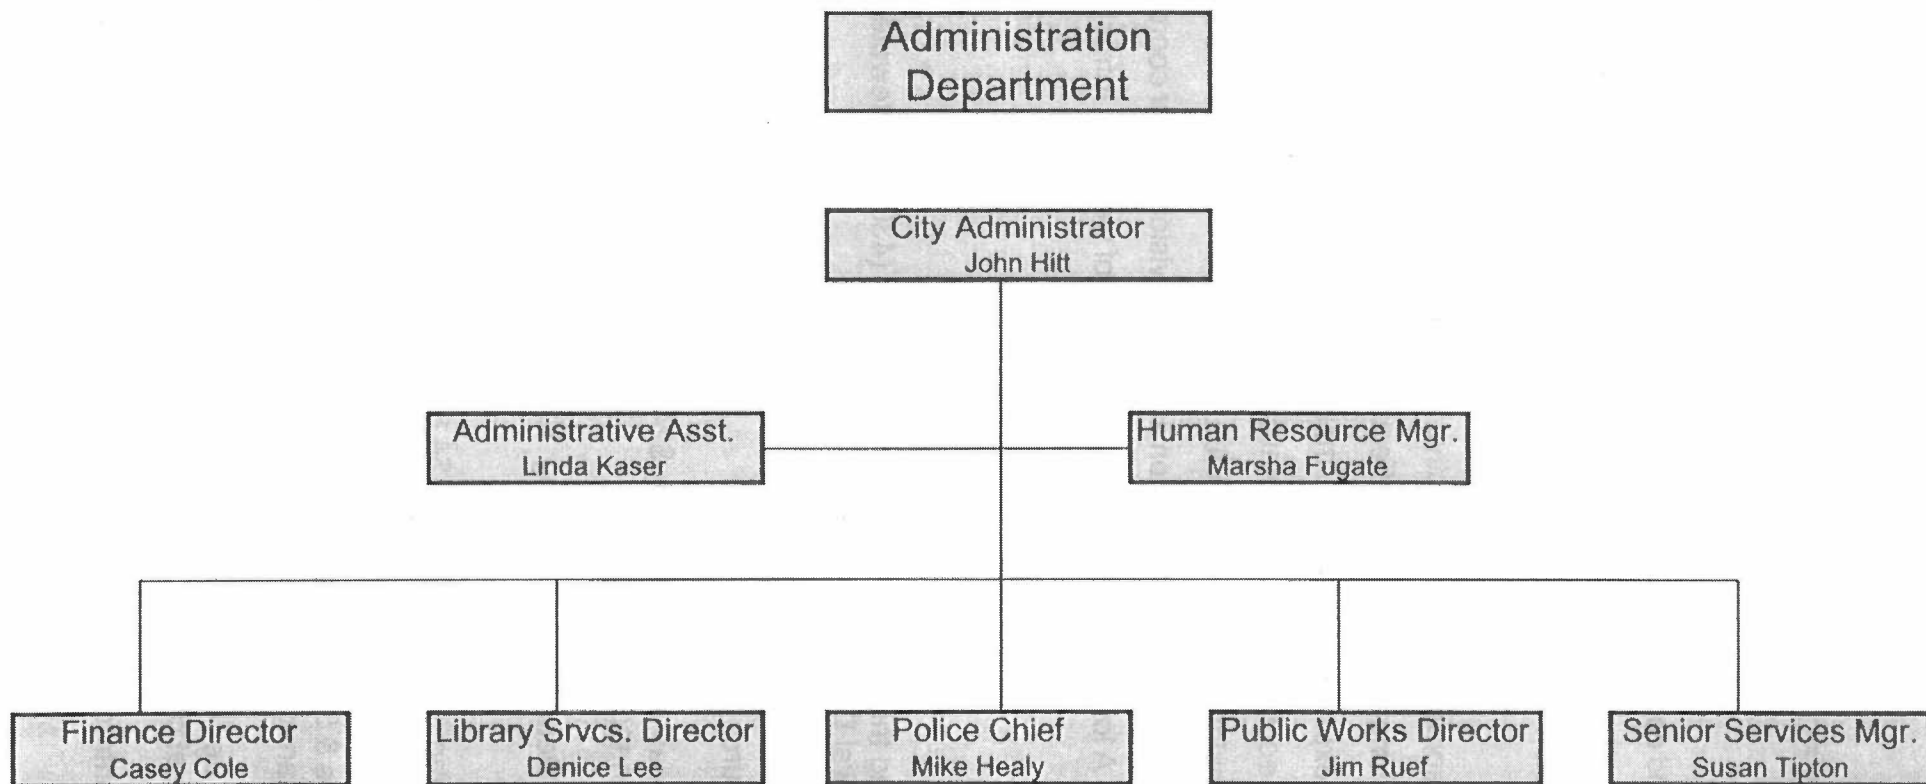 Administration
Department
City Administrator
John Hitt
Administrative Asst.
Linda Kaser
Human Resource Mgr.
Marsha Fugate
Finance Director
Casey Cole
Library Srvcs. Director
Denice Lee
Police Chief
Mike Healy
Public Works Director
Jim Ruef
Senior Services Mgr.
Susan Tipton